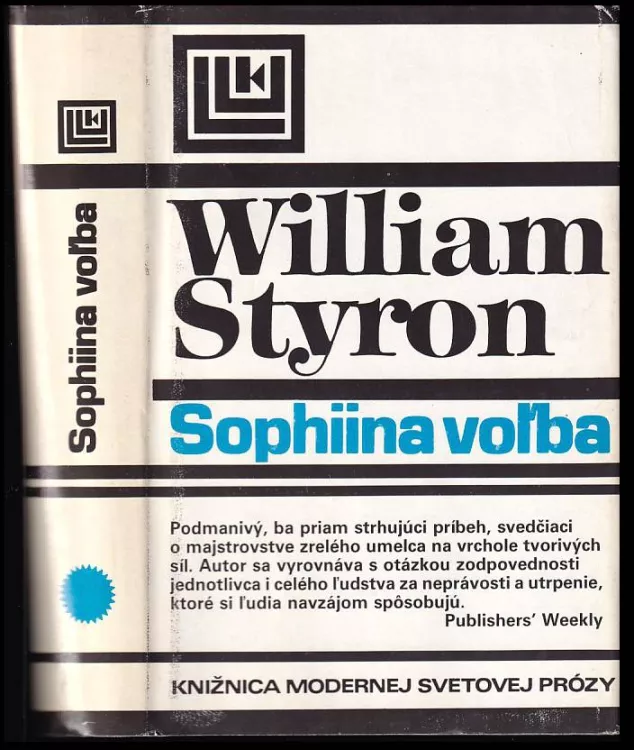 Sophiina voľba
William
Styron
Sophiina voľba
Podmanivý, ba priam strhujúci príbeh, svedčiaci
o majstrovstve zrelého umelca na vrchole tvorivých
síl. Autor sa vyrovnáva s otázkou zodpovednosti
jednotlivca i celého ľudstva za neprávosti a utrpenie,
ktoré si ľudia navzájom spôsobujú.
Publishers’ Weekly
KNIŽNICA MODERNEJ SVETOVEJ PRÓZY